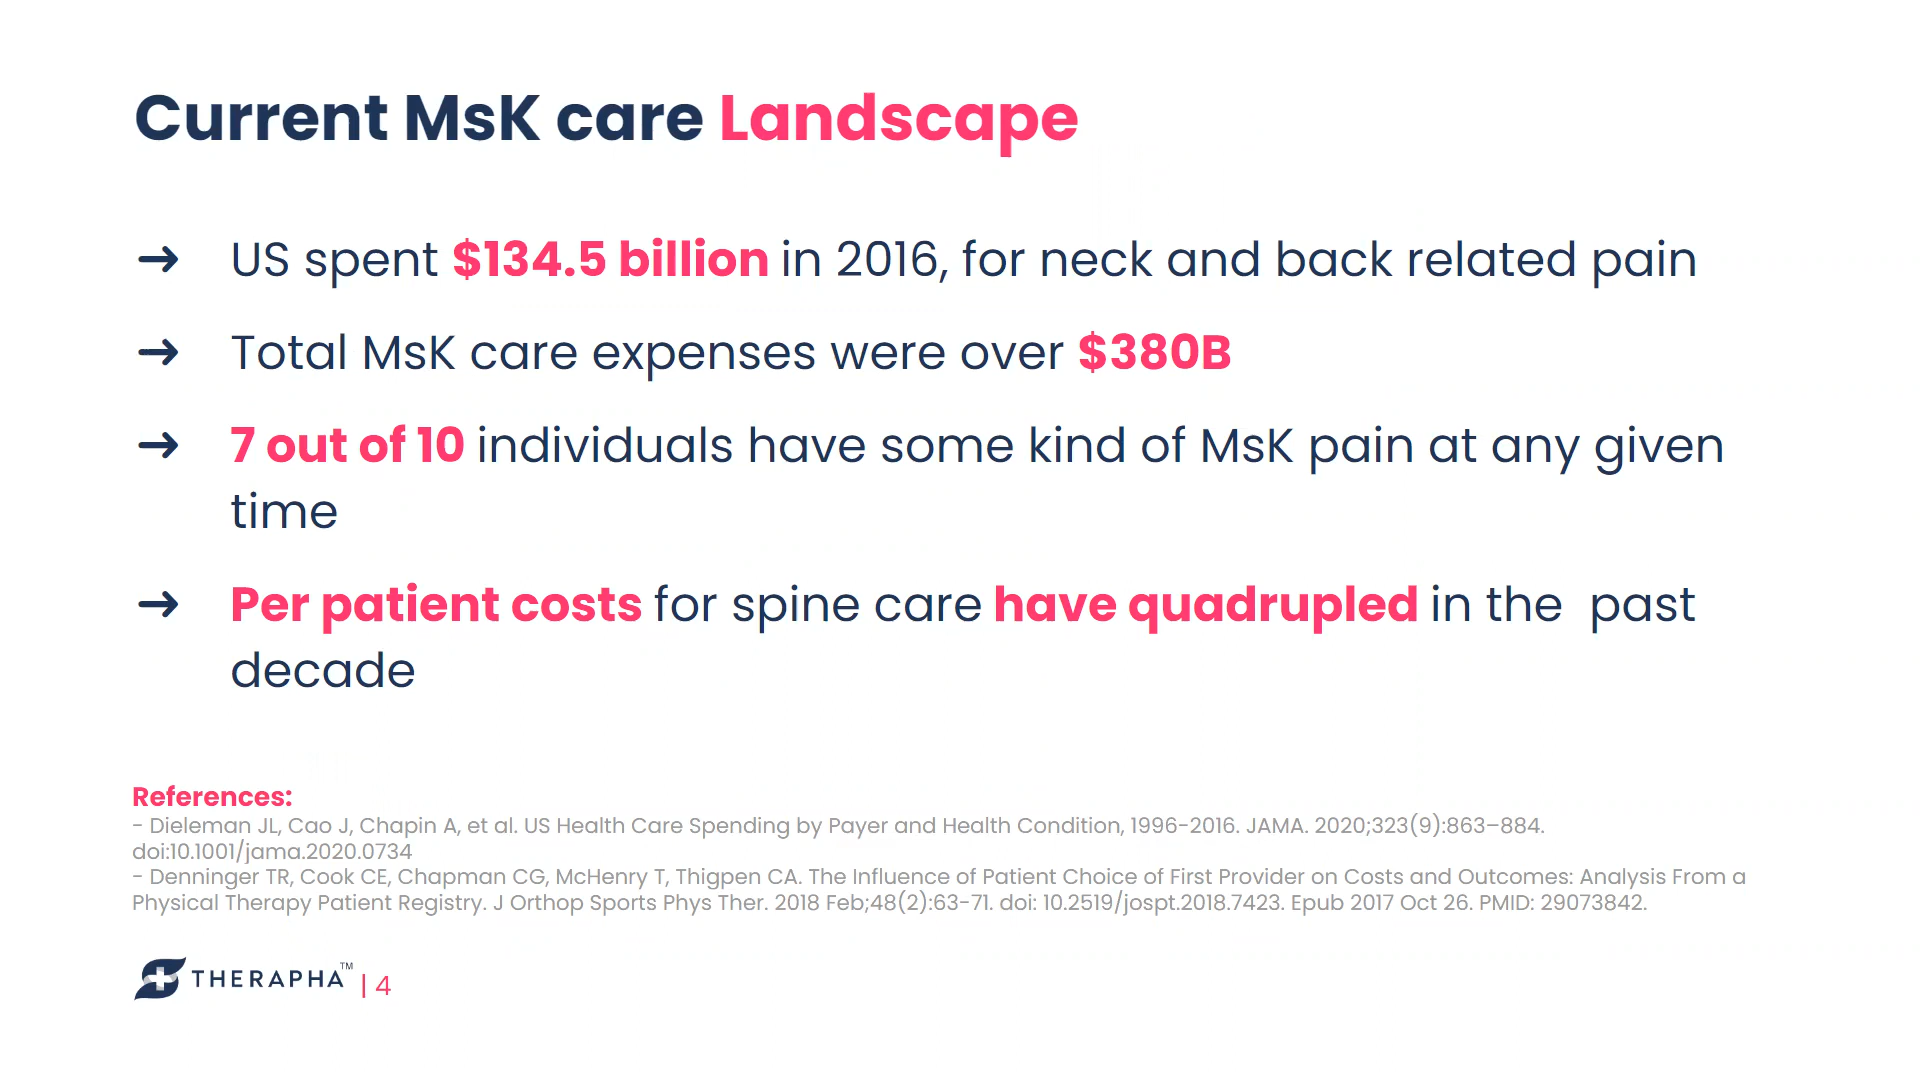 Current MsK care Landscape
→ US spent $134.5 billion in 2016, for neck and back related pain
→ Total MsK care expenses were over $380B
→ 7 out of 10 individuals have some kind of MsK pain at any given
time
→ Per patient costs for spine care have quadrupled in the  past
decade
References:
- Dieleman JL, Cao J, Chapin A, et al. US Health Care Spending by Payer and Health Condition, 1996-2016. JAMA. 2020;323(9):863–884.
doi:10.1001/jama.2020.0734
- Denninger TR, Cook CE, Chapman CG, McHenry T, Thigpen CA. The Influence of Patient Choice of First Provider on Costs and Outcomes: Analysis From a
Physical Therapy Patient Registry. J Orthop Sports Phys Ther. 2018 Feb;48(2):63-71. doi: 10.2519/jospt.2018.7423. Epub 2017 Oct 26. PMID: 29073842.
THERAPHA™ | 4